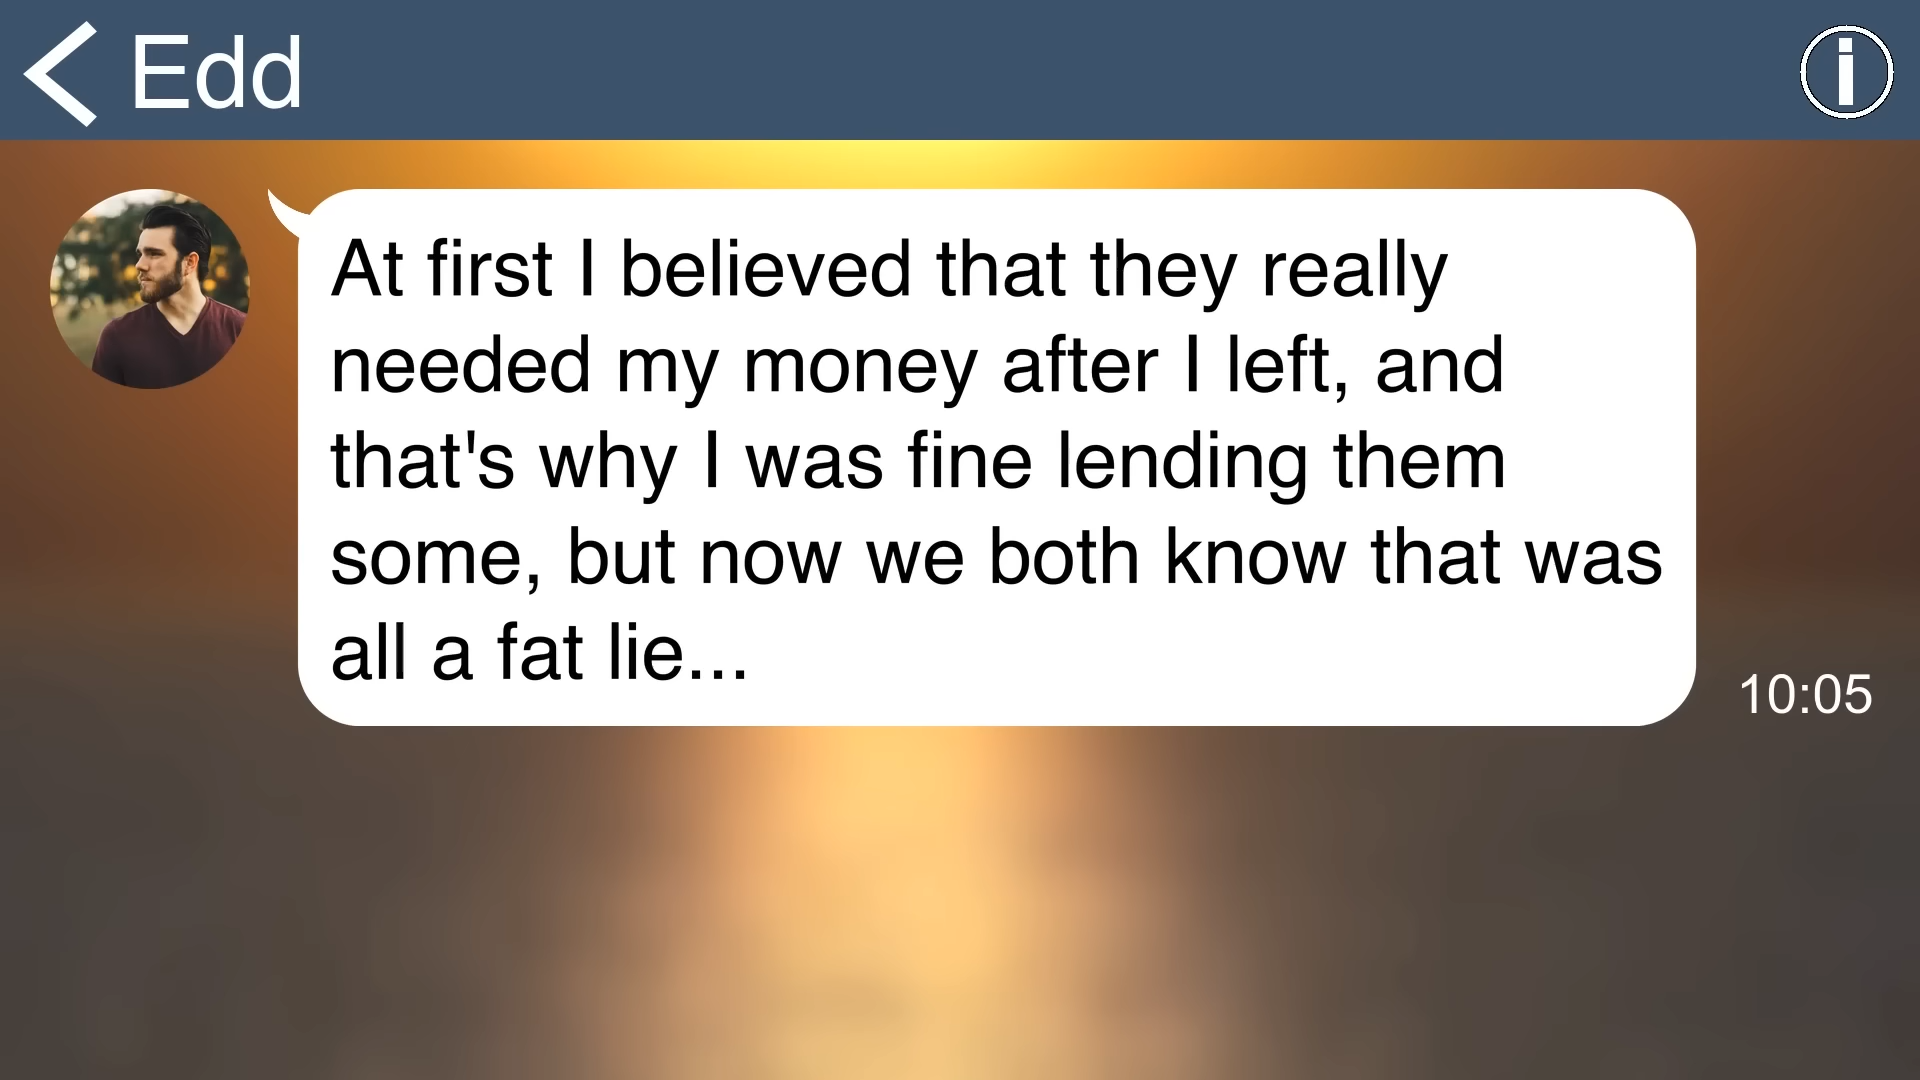 Edd
At first I believed that they really
needed my money after I left, and
that's why I was fine lending them
some, but now we both know that was
all a fat lie...
10:05